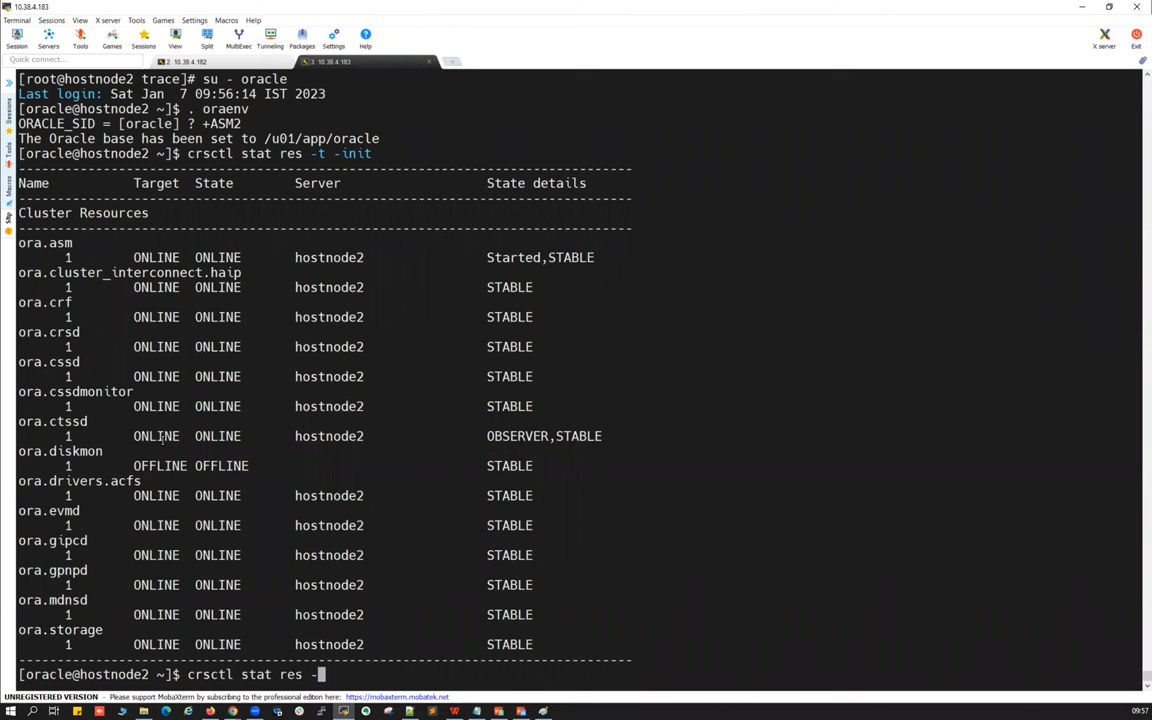 10.38.4.183
Terminal Sessions View X server Tools Games Settings Macros Help
Session Servers Tools Games Sessions View Split MultiExec Tunneling Packages Settings Help X server Exit
Quick connect... 2. 10.38.4.182 3. 10.38.4.183
Sessions
Tools
Macros
Sftp
[root@hostnode2 trace]# su - oracle
Last login: Sat Jan  7 09:56:14 IST 2023
[oracle@hostnode2 ~]$ . oraenv
ORACLE_SID = [oracle] ? +ASM2
The Oracle base has been set to /u01/app/oracle
[oracle@hostnode2 ~]$ crsctl stat res -t -init
--------------------------------------------------------------------------------
Name Target State Server State details
--------------------------------------------------------------------------------
Cluster Resources
--------------------------------------------------------------------------------
ora.asm
1 ONLINE ONLINE hostnode2 Started,STABLE
ora.cluster_interconnect.haip
1 ONLINE ONLINE hostnode2 STABLE
ora.crf
1 ONLINE ONLINE hostnode2 STABLE
ora.crsd
1 ONLINE ONLINE hostnode2 STABLE
ora.cssd
1 ONLINE ONLINE hostnode2 STABLE
ora.cssdmonitor
1 ONLINE ONLINE hostnode2 STABLE
ora.ctssd
1 ONLINE ONLINE hostnode2 OBSERVER,STABLE
ora.diskmon
1 OFFLINE OFFLINE STABLE
ora.drivers.acfs
1 ONLINE ONLINE hostnode2 STABLE
ora.evmd
1 ONLINE ONLINE hostnode2 STABLE
ora.gipcd
1 ONLINE ONLINE hostnode2 STABLE
ora.gpnpd
1 ONLINE ONLINE hostnode2 STABLE
ora.mdnsd
1 ONLINE ONLINE hostnode2 STABLE
ora.storage
1 ONLINE ONLINE hostnode2 STABLE
--------------------------------------------------------------------------------
[oracle@hostnode2 ~]$ crsctl stat res -
UNREGISTERED VERSION - Please support MobaXterm by subscribing to the professional edition here: https://mobaxterm.mobatek.net
09:57